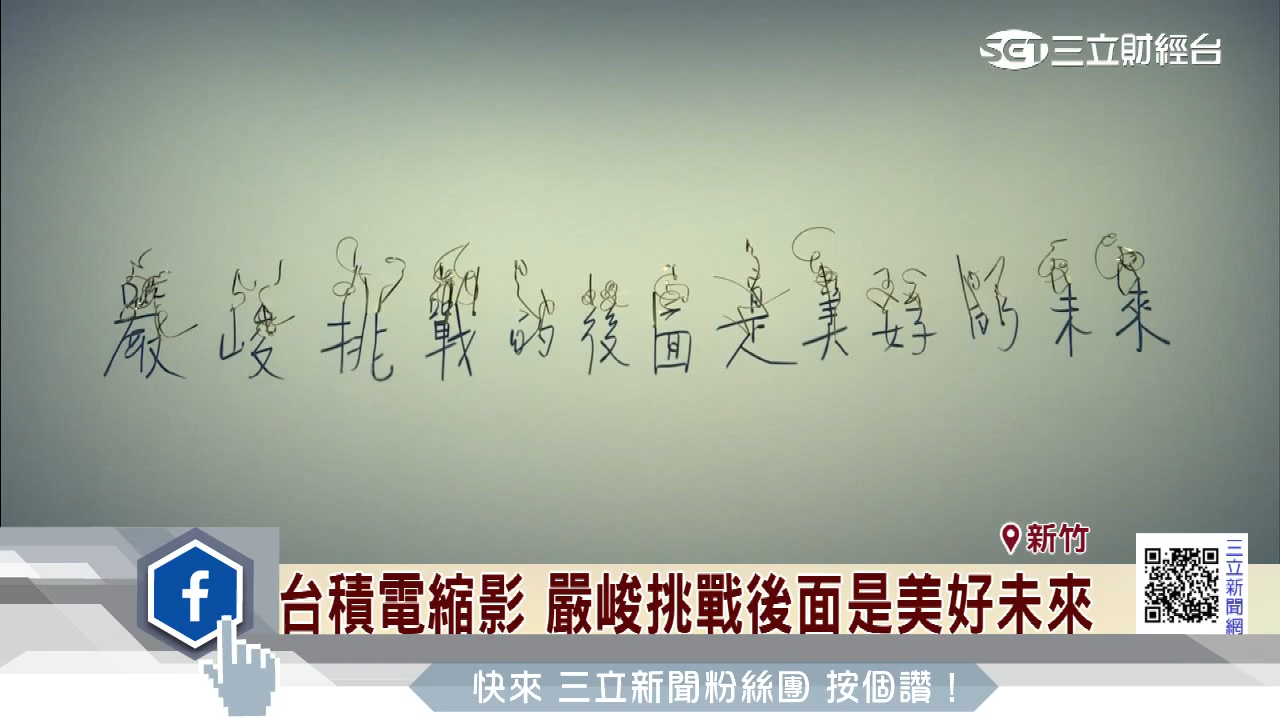 SET三立財經台
嚴峻挑戰的後面是美好的未來
新竹
台積電縮影 嚴峻挑戰後面是美好未來
三立新聞網
快來 三立新聞粉絲團 按個讚!